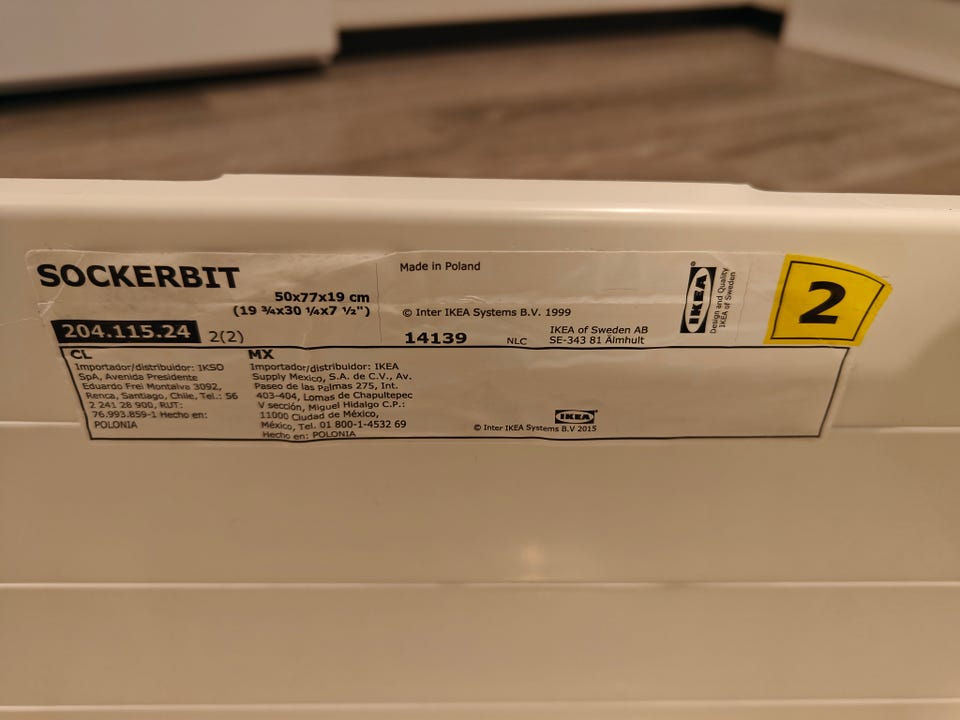 SOCKERBIT
50x77x19 cm
(19 ¾x30 ¼x7 ½")
204.115.24 2(2)
Made in Poland
© Inter IKEA Systems B.V. 1999
14139 NLC
IKEA of Sweden AB
SE-343 81 Älmhult
IKEA
Design and Quality
IKEA of Sweden
2
CL
Importador/distribuidor: IKSO
SpA, Avenida Presidente
Eduardo Frei Montalva 3092,
Renca, Santiago, Chile, Tel.: 56
2 241 28 900, RUT:
76.993.859-1 Hecho en:
POLONIA
MX
Importador/distribuidor: IKEA
Supply Mexico, S.A. de C.V., Av.
Paseo de las Palmas 275, Int.
403-404, Lomas de Chapultepec
V sección, Miguel Hidalgo C.P.:
11000 Ciudad de México,
México, Tel. 01 800-1-4532 69
Hecho en: POLONIA
IKEA
© Inter IKEA Systems B.V 2015